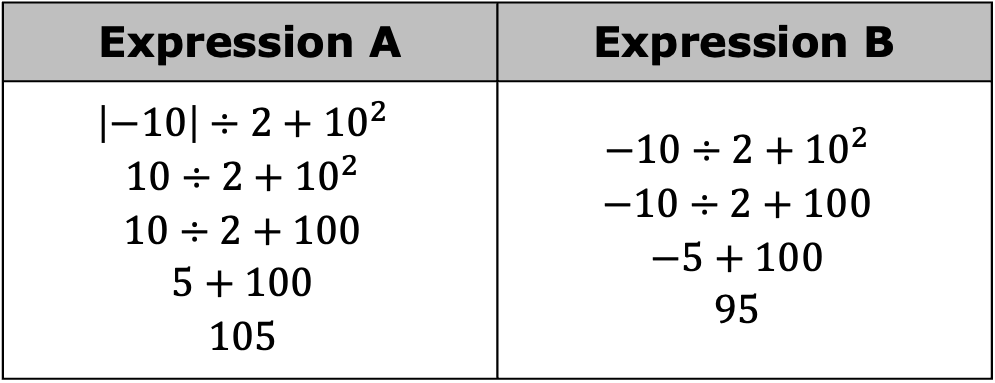 Expression A
|−10| ÷ 2 + 10²
10 ÷ 2 + 10²
10 ÷ 2 + 100
5 + 100
105
Expression B
−10 ÷ 2 + 10²
−10 ÷ 2 + 100
−5 + 100
95